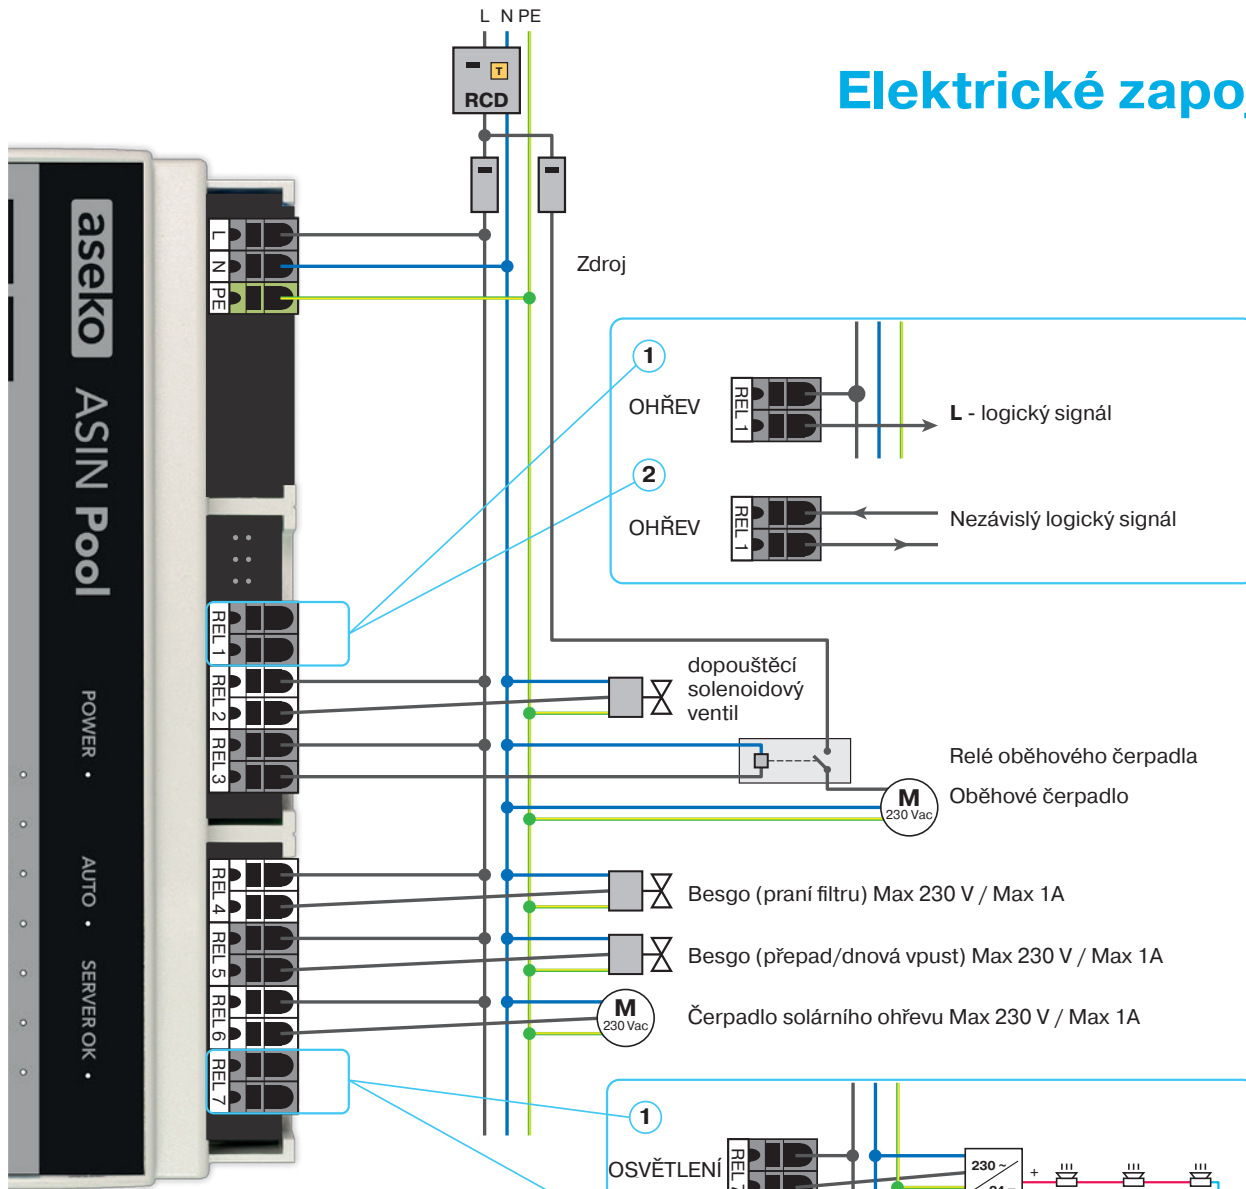 L N PE
T
RCD
Elektrické zapo
L
N
PE
Zdroj
aseko
ASIN Pool
POWER
AUTO
SERVER OK
1
OHŘEV
REL 1
L - logický signál
2
OHŘEV
REL 1
Nezávislý logický signál
REL 1
REL 2
REL 3
dopouštěcí
solenoidový
ventil
Relé oběhového čerpadla
M
230 Vac
Oběhové čerpadlo
REL 4
REL 5
REL 6
REL 7
Besgo (praní filtru) Max 230 V / Max 1A
Besgo (přepad/dnová vpust) Max 230 V / Max 1A
M
230 Vac
Čerpadlo solárního ohřevu Max 230 V / Max 1A
1
OSVĚTLENÍ
REL 7
230 ~
+